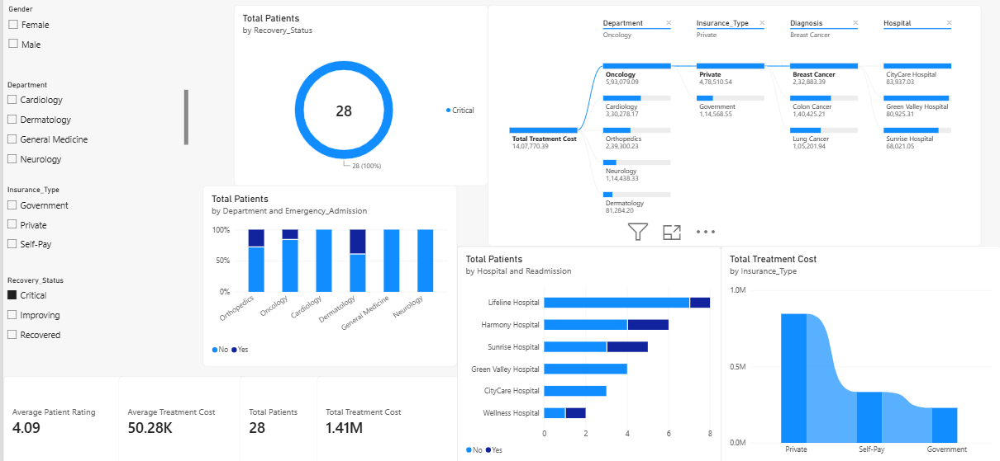 Gender
Female
Male
Department
Cardiology
Dermatology
General Medicine
Neurology
Insurance_Type
Government
Private
Self-Pay
Recovery_Status
Critical
Improving
Recovered
Total Patients
by Recovery_Status
28
Critical
28 (100%)
Department
Oncology
Insurance_Type
Private
Diagnosis
Breast Cancer
Hospital
Total Treatment Cost
14,07,770.39
Oncology
5,93,079.09
Cardiology
3,30,278.17
Orthopedics
2,39,300.23
Neurology
1,14,438.33
Dermatology
81,284.20
Private
4,78,510.54
Government
1,14,568.55
Breast Cancer
2,32,883.39
Colon Cancer
1,40,425.21
Lung Cancer
1,05,201.94
CityCare Hospital
83,937.03
Green Valley Hospital
80,925.31
Sunrise Hospital
68,021.05
Total Patients
by Department and Emergency_Admission
100%
50%
0%
Orthopedics
Oncology
Cardiology
Dermatology
General Medicine
Neurology
No Yes
Total Patients
by Hospital and Readmission
Lifeline Hospital
Harmony Hospital
Sunrise Hospital
Green Valley Hospital
CityCare Hospital
Wellness Hospital
0 2 4 6 8
No Yes
Total Treatment Cost
by Insurance_Type
1.0M
0.5M
0.0M
Private Self-Pay Government
Average Patient Rating
4.09
Average Treatment Cost
50.28K
Total Patients
28
Total Treatment Cost
1.41M